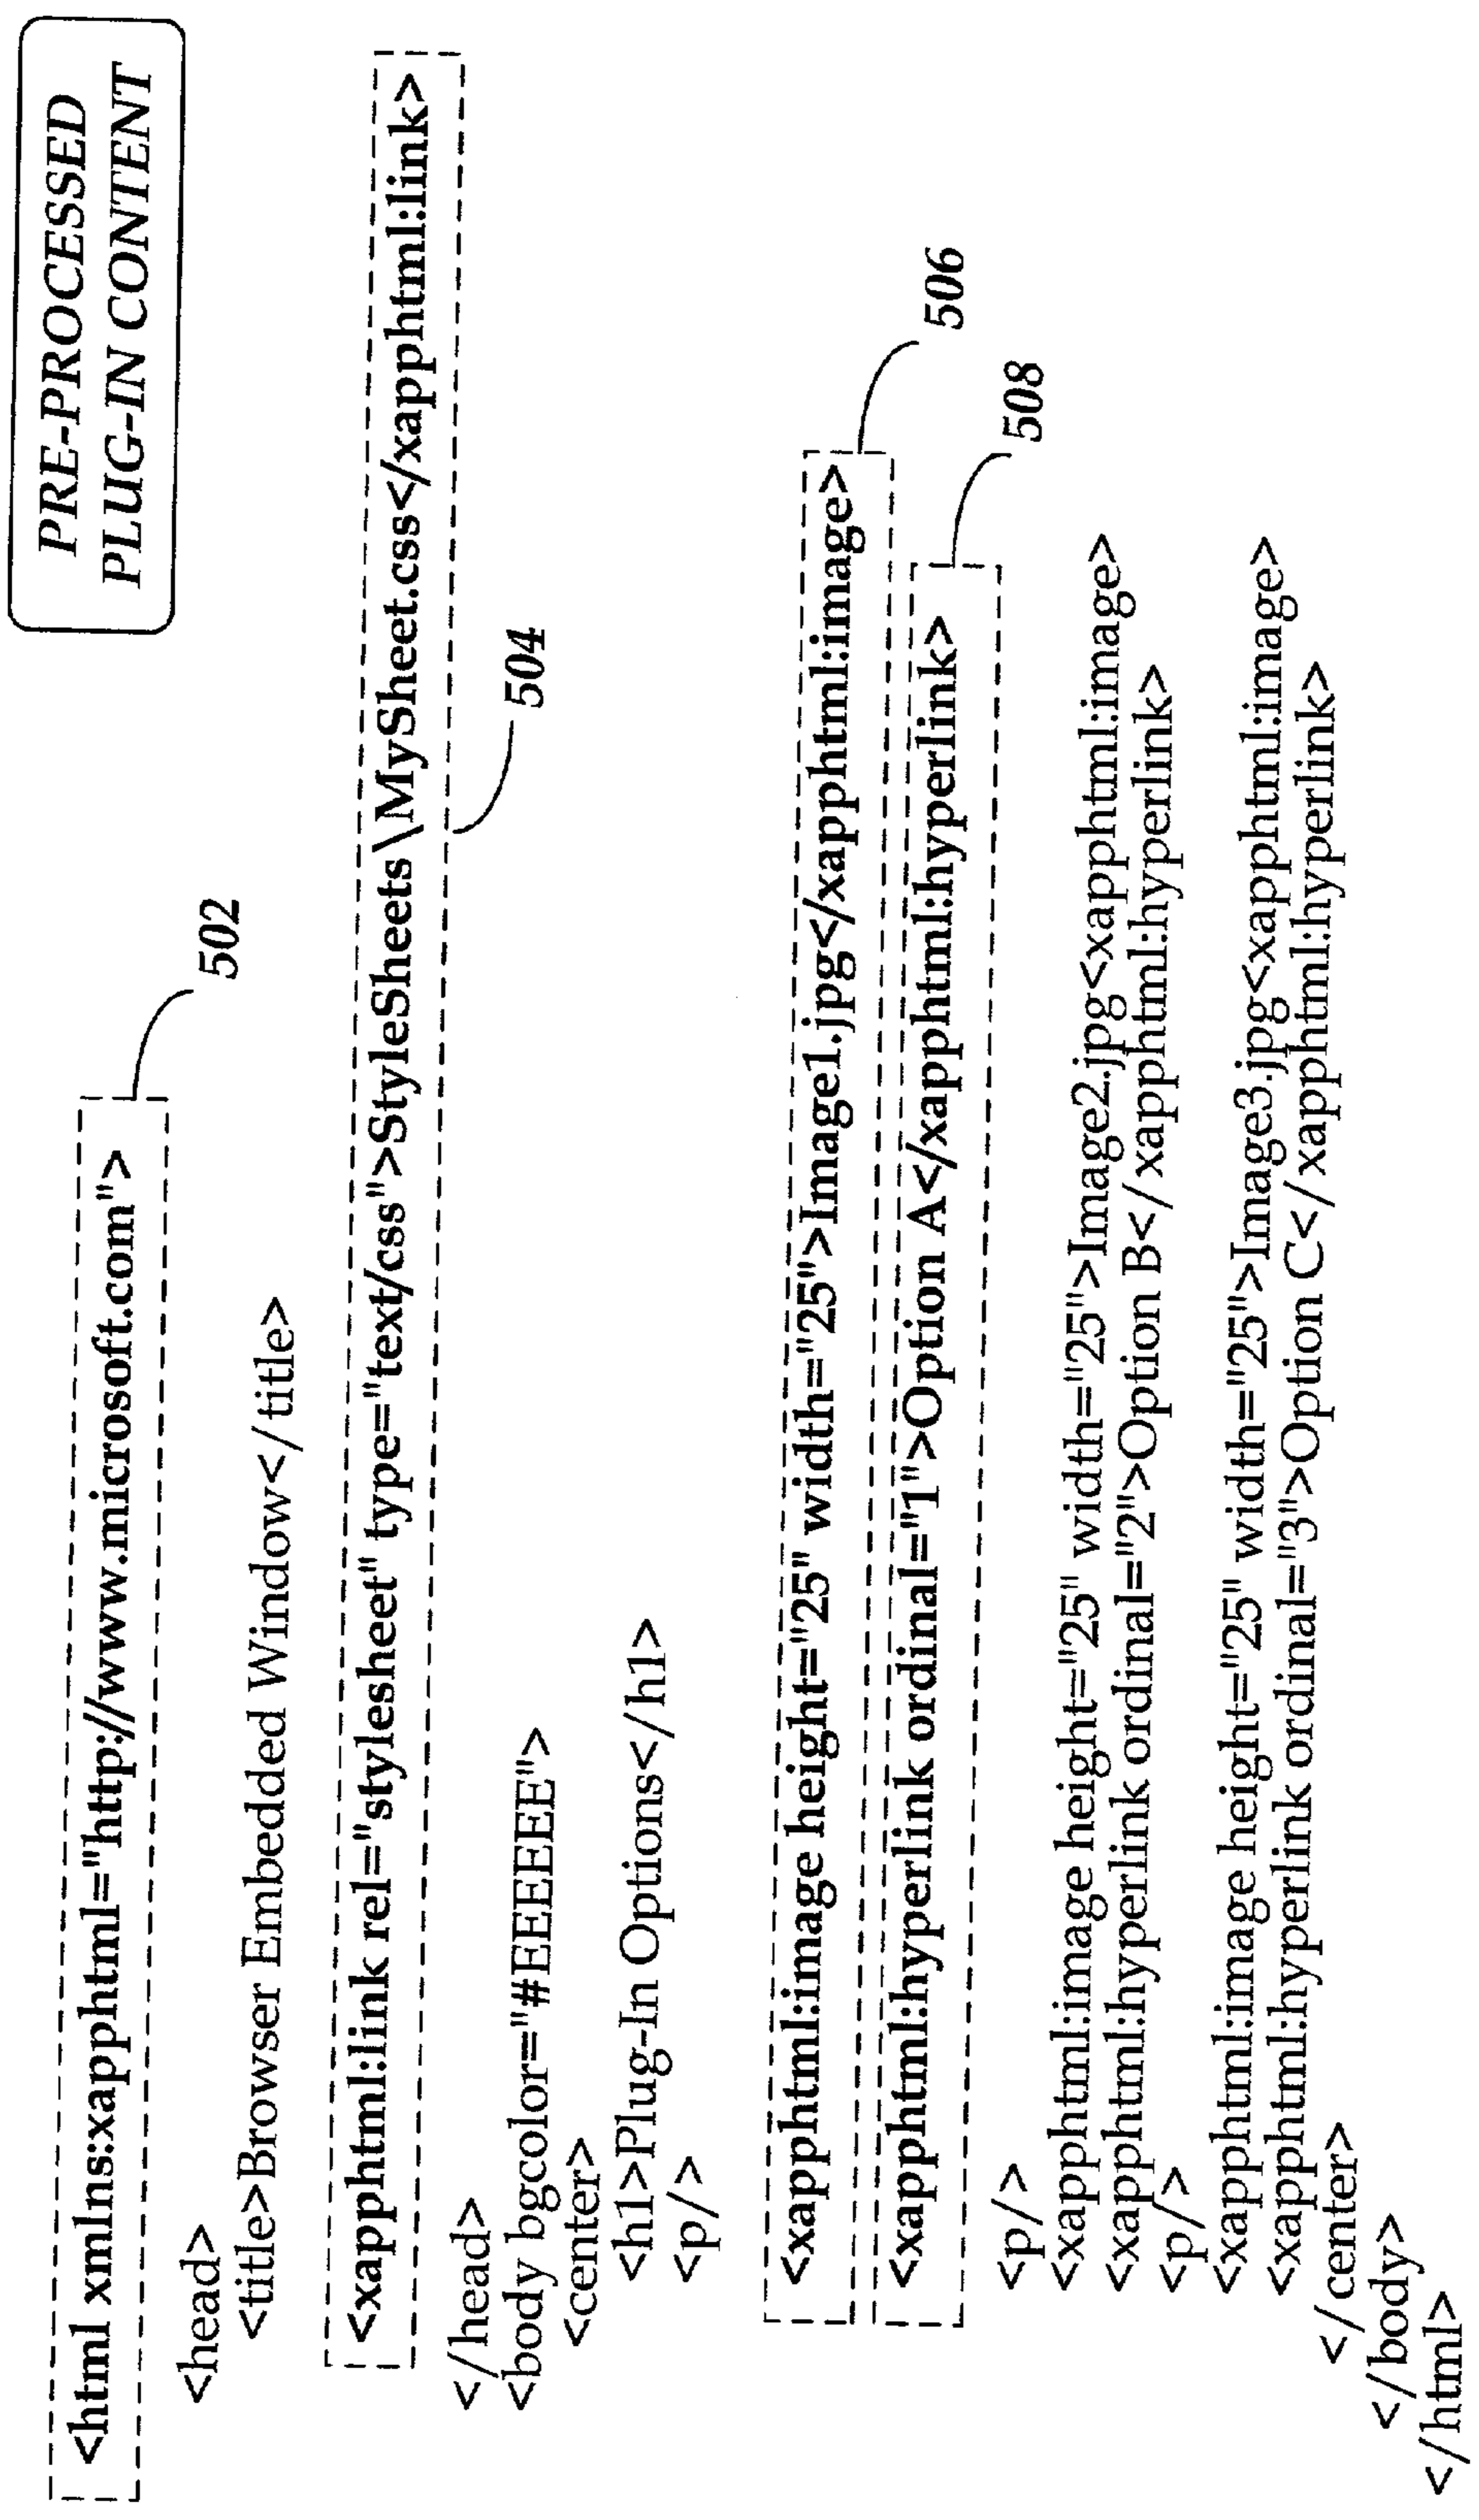 PRE-PROCESSED
PLUG-IN CONTENT
<html xmlns:xapphtml="http://www.microsoft.com">
502
<head>
<title>Browser Embedded Window</title>
<xapphtml:link rel="stylesheet" type="text/css">StyleSheets\MySheet.css</xapphtml:link>
504
</head>
<body bgcolor="#EEEEEE">
<center>
<h1>Plug-In Options</h1>
<p/>
<xapphtml:image height="25" width="25">Image1.jpg</xapphtml:image>
506
<xapphtml:hyperlink ordinal="1">Option A</xapphtml:hyperlink>
508
<p/>
<xapphtml:image height="25" width="25">Image2.jpg<xapphtml:image>
<xapphtml:hyperlink ordinal="2">Option B</xapphtml:hyperlink>
<p/>
<xapphtml:image height="25" width="25">Image3.jpg<xapphtml:image>
<xapphtml:hyperlink ordinal="3">Option C</xapphtml:hyperlink>
</center>
</body>
</html>